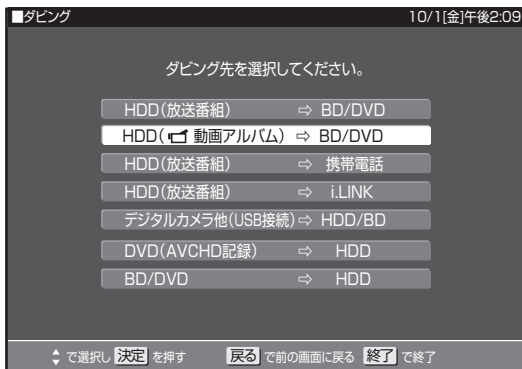 ■ダビング 10/1[金]午後2:09
ダビング先を選択してください。
HDD(放送番組) ⇨ BD/DVD
HDD( 動画アルバム) ⇨ BD/DVD
HDD(放送番組) ⇨ 携帯電話
HDD(放送番組) ⇨ i.LINK
デジタルカメラ他(USB接続)⇨ HDD/BD
DVD(AVCHD記録) ⇨ HDD
BD/DVD ⇨ HDD
で選択し 決定 を押す 戻る で前の画面に戻る 終了 で終了